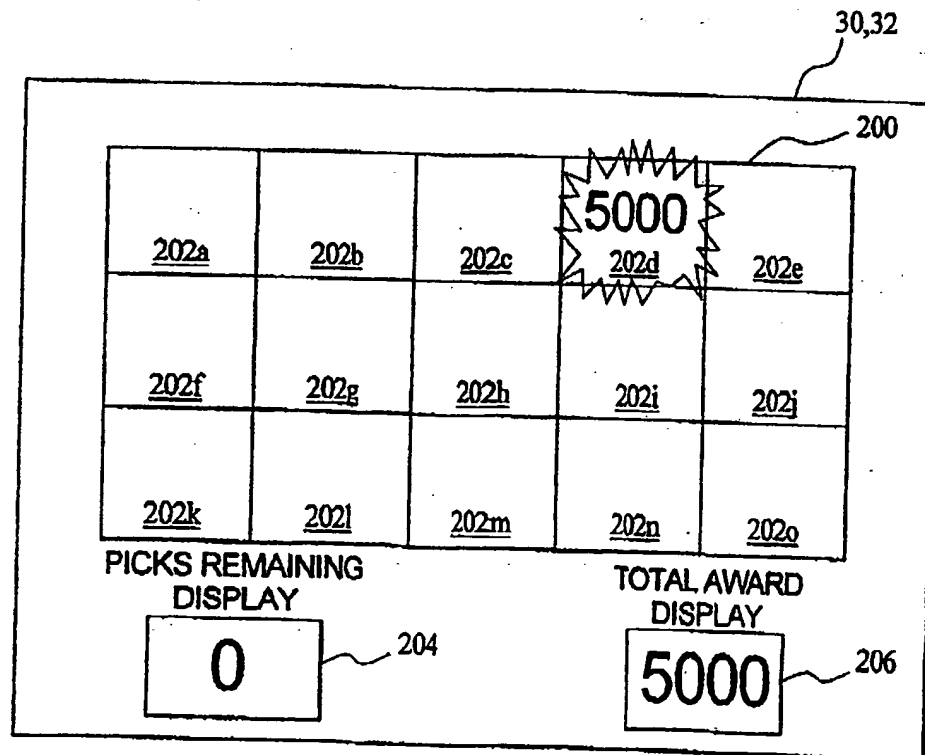 30,32
200
5000
202a 202b 202c 202d 202e
202f 202g 202h 202i 202j
202k 202l 202m 202n 202o
PICKS REMAINING
DISPLAY
TOTAL AWARD
DISPLAY
0
204
5000
206